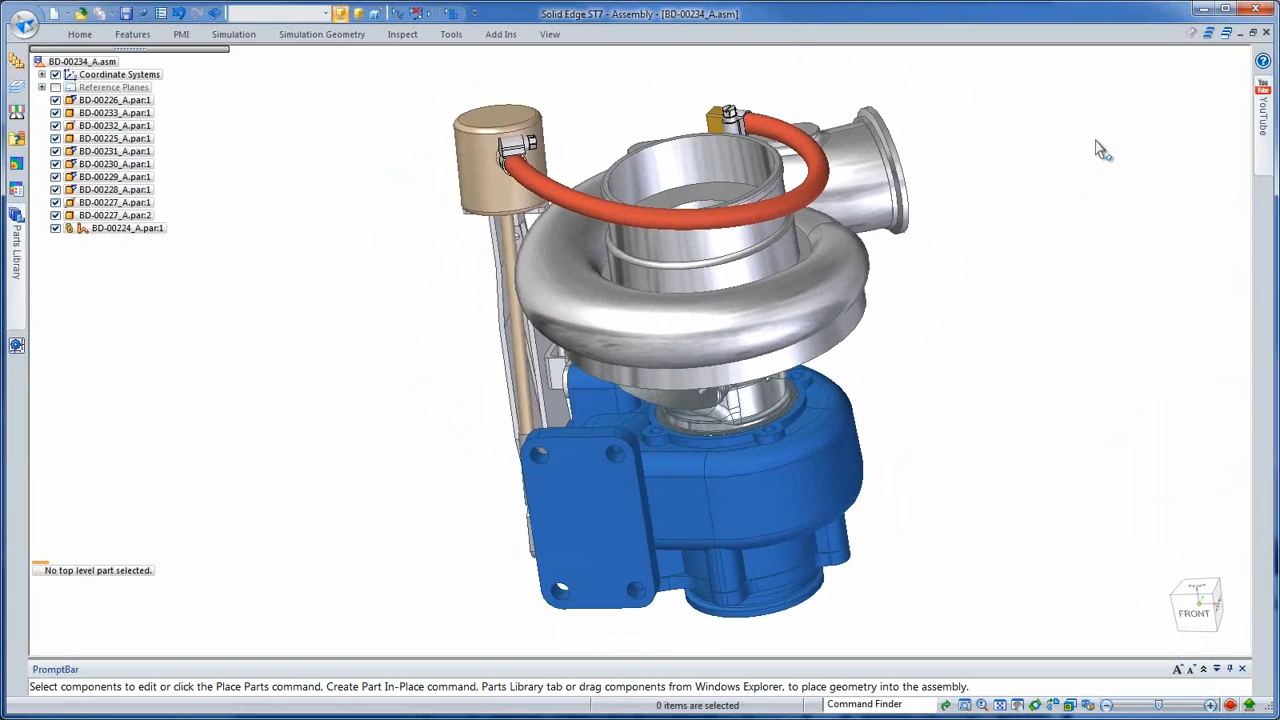 Solid Edge ST7 - Assembly - [BD-00234_A.asm]
Home Features PMI Simulation Simulation Geometry Inspect Tools Add Ins View
BD-00234_A.asm
Coordinate Systems
Reference Planes
BD-00226_A.par:1
BD-00233_A.par:1
BD-00232_A.par:1
BD-00225_A.par:1
BD-00231_A.par:1
BD-00230_A.par:1
BD-00229_A.par:1
BD-00228_A.par:1
BD-00227_A.par:1
BD-00227_A.par:2
BD-00224_A.par:1
Parts Library
You
YouTube
No top level part selected.
FRONT
PromptBar
Select components to edit or click the Place Parts command, Create Part In-Place command, Parts Library tab or drag components from Windows Explorer, to place geometry into the assembly.
0 items are selected
Command Finder